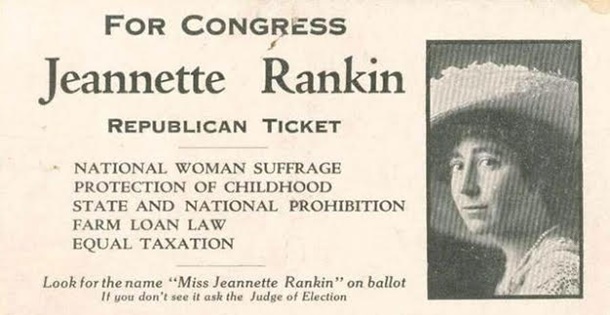 FOR CONGRESS
Jeannette Rankin
REPUBLICAN TICKET
NATIONAL WOMAN SUFFRAGE
PROTECTION OF CHILDHOOD
STATE AND NATIONAL PROHIBITION
FARM LOAN LAW
EQUAL TAXATION
Look for the name "Miss Jeannette Rankin" on ballot
If you don't see it ask the Judge of Election